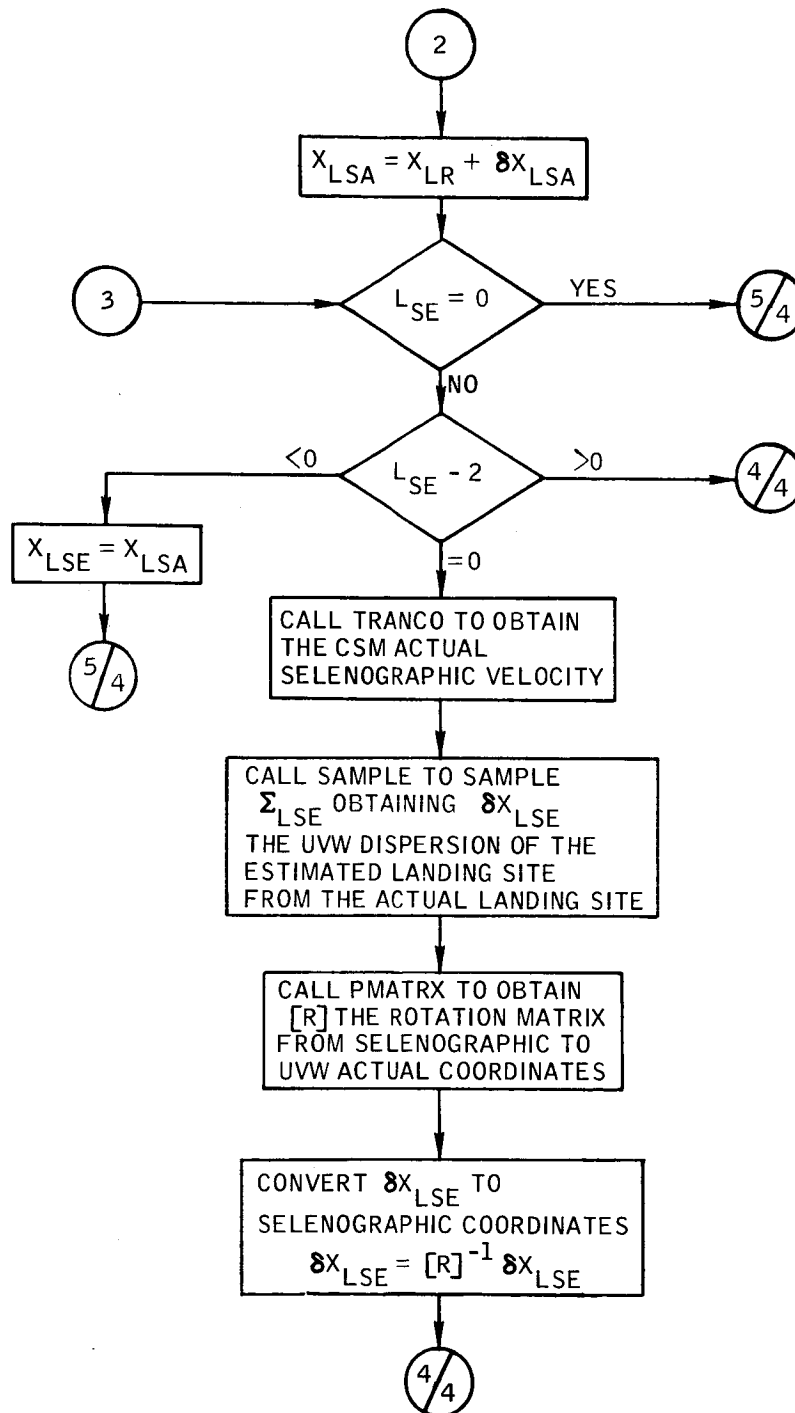 2
X_LSA = X_LR + δX_LSA
3
L_SE = 0
YES
5/4
NO
<0
L_SE - 2
>0
4/4
X_LSE = X_LSA
=0
5/4
CALL TRANCO TO OBTAIN
THE CSM ACTUAL
SELENOGRAPHIC VELOCITY
CALL SAMPLE TO SAMPLE
Σ_LSE OBTAINING δX_LSE
THE UVW DISPERSION OF THE
ESTIMATED LANDING SITE
FROM THE ACTUAL LANDING SITE
CALL PMATRX TO OBTAIN
[R] THE ROTATION MATRIX
FROM SELENOGRAPHIC TO
UVW ACTUAL COORDINATES
CONVERT δX_LSE TO
SELENOGRAPHIC COORDINATES
δX_LSE = [R]^-1 δX_LSE
4/4